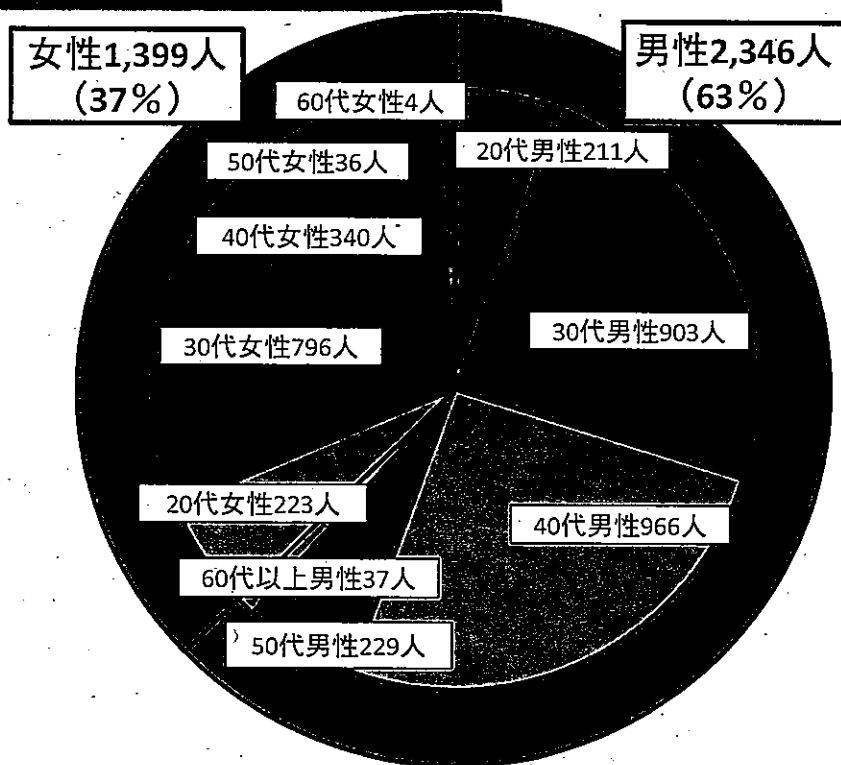 女性1,399人
（37%）
男性2,346人
（63%）
60代女性4人
20代男性211人
50代女性36人
40代女性340人
30代男性903人
30代女性796人
20代女性223人
40代男性966人
60代以上男性37人
50代男性229人